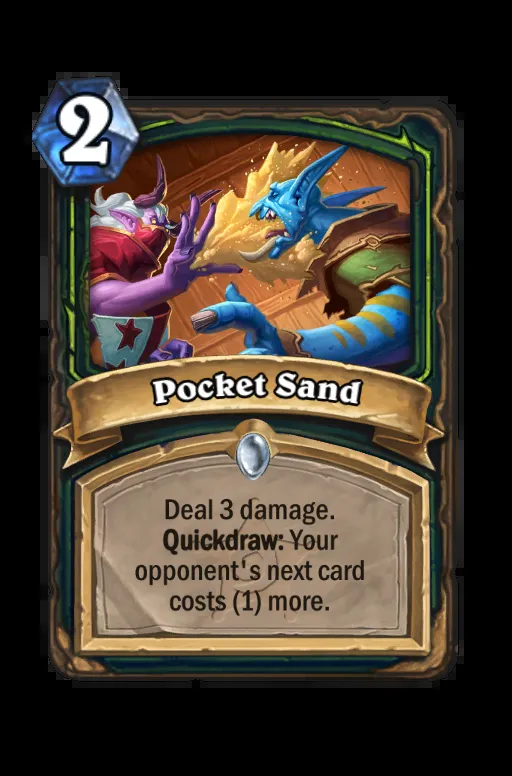 2
Pocket Sand
Deal 3 damage.
Quickdraw: Your
opponent's next card
costs (1) more.